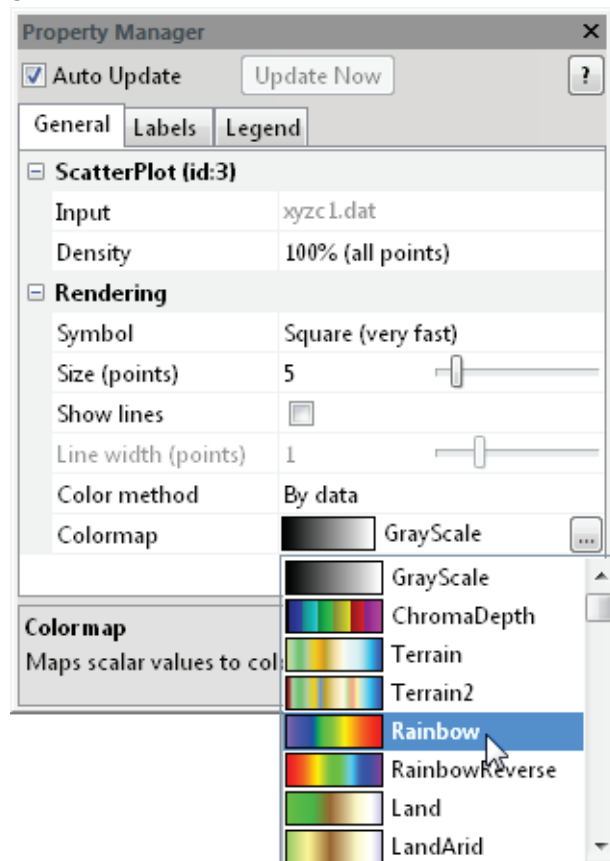 Property Manager ×
Auto Update Update Now ?
General Labels Legend
ScatterPlot (id:3)
Input xyzc1.dat
Density 100% (all points)
Rendering
Symbol Square (very fast)
Size (points) 5
Show lines
Line width (points) 1
Color method By data
Colormap GrayScale ...
GrayScale
ChromaDepth
Terrain
Terrain2
Rainbow
RainbowReverse
Land
LandArid
Colormap
Maps scalar values to